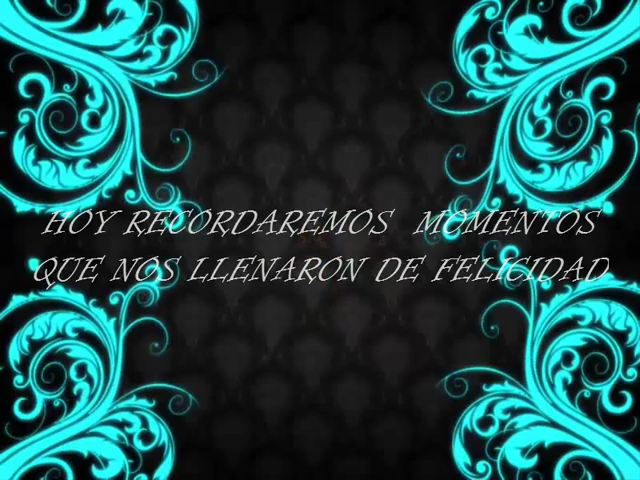 HOY RECORDAREMOS MOMENTOS
QUE NOS LLENARON DE FELICIDAD